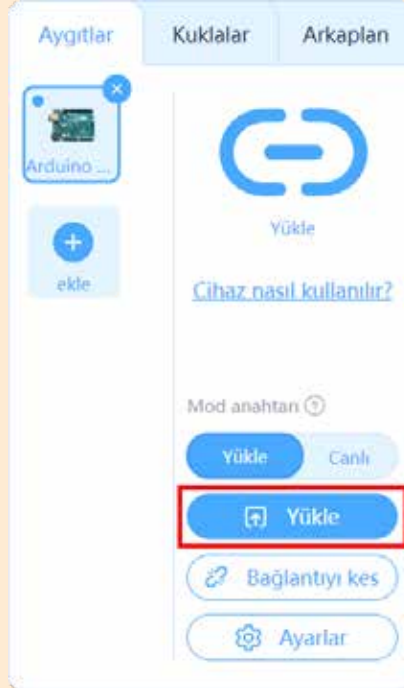 Aygıtlar Kuklalar Arkaplan
Arduino ...
ekle
Yükle
Cihaz nasıl kullanılır?
Mod anahtarı ?
Yükle Canlı
Yükle
Bağlantıyı kes
Ayarlar